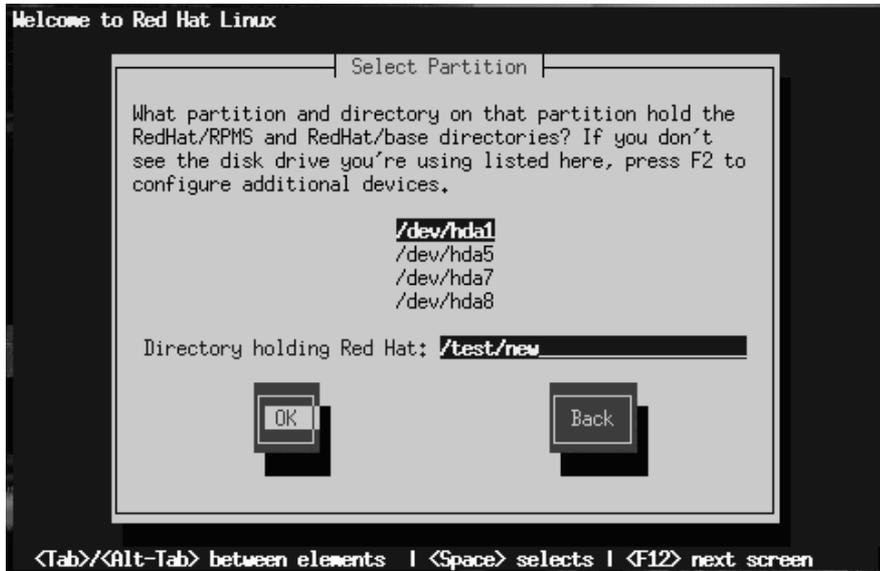 Welcome to Red Hat Linux
Select Partition
What partition and directory on that partition hold the
RedHat/RPMS and RedHat/base directories? If you don't
see the disk drive you're using listed here, press F2 to
configure additional devices.
/dev/hda1
/dev/hda5
/dev/hda7
/dev/hda8
Directory holding Red Hat: /test/new
OK Back
<Tab>/<Alt-Tab> between elements | <Space> selects | <F12> next screen